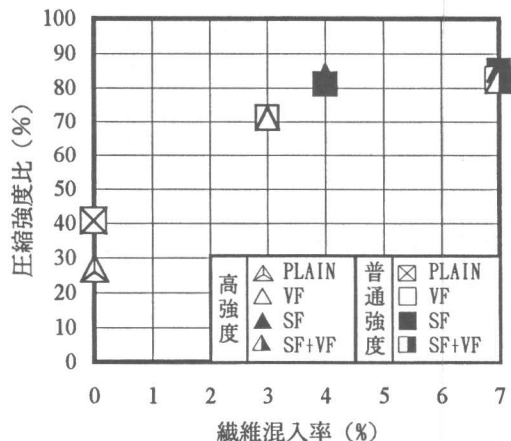 圧縮強度比 (%)
100
90
80
70
60
50
40
30
20
10
0
高強度
PLAIN
VF
SF
SF+VF
普通強度
PLAIN
VF
SF
SF+VF
0 1 2 3 4 5 6 7
繊維混入率 (%)